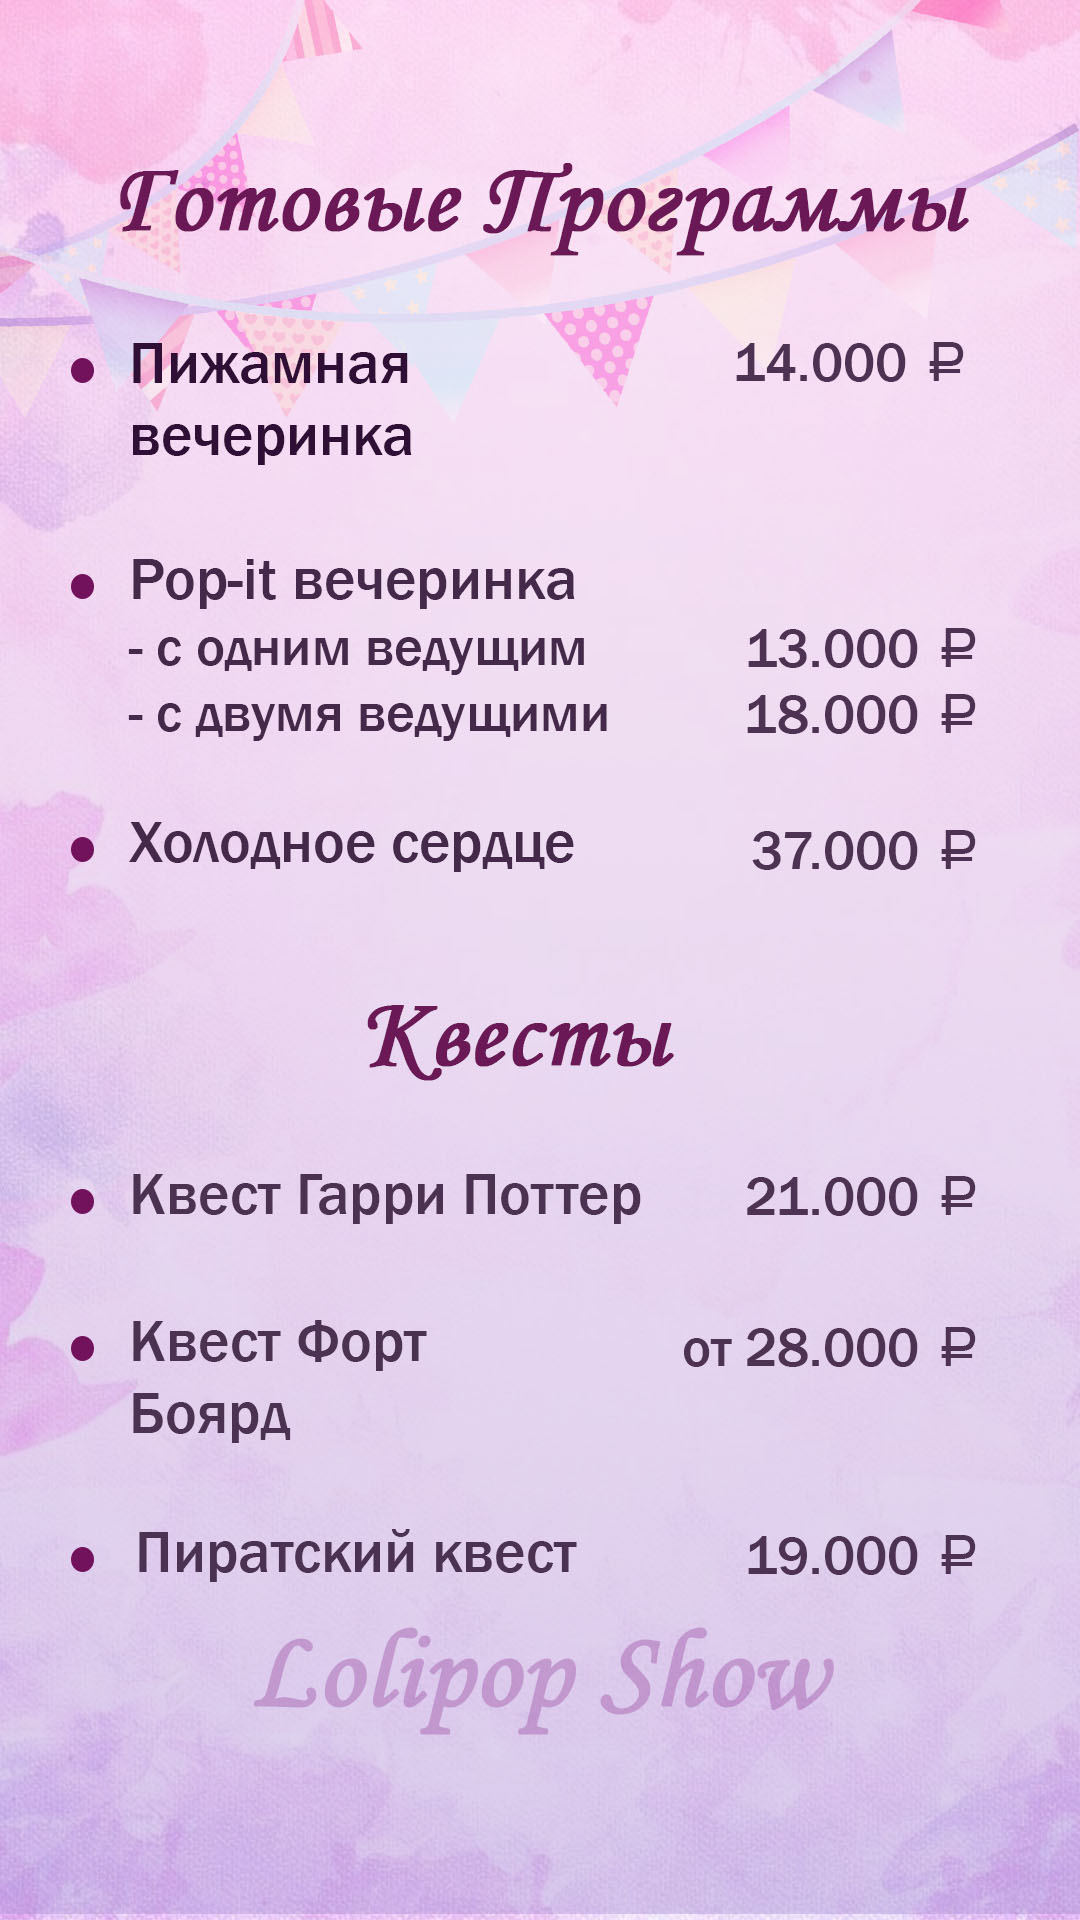 Готовые Программы
• Пижамная 14.000 ₽
вечеринка
• Pop-it вечеринка
- с одним ведущим 13.000 ₽
- с двумя ведущими 18.000 ₽
• Холодное сердце 37.000 ₽
Квесты
• Квест Гарри Поттер 21.000 ₽
• Квест Форт от 28.000 ₽
Боярд
• Пиратский квест 19.000 ₽
Lolipop Show